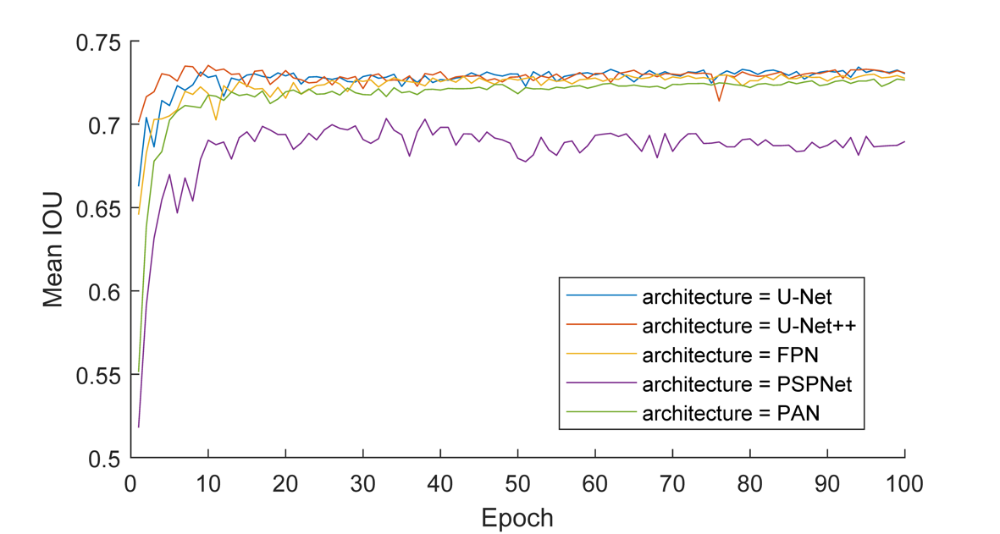 0.75
0.7
0.65
0.6
0.55
0.5
Mean IOU
0 10 20 30 40 50 60 70 80 90 100
Epoch
architecture = U-Net
architecture = U-Net++
architecture = FPN
architecture = PSPNet
architecture = PAN